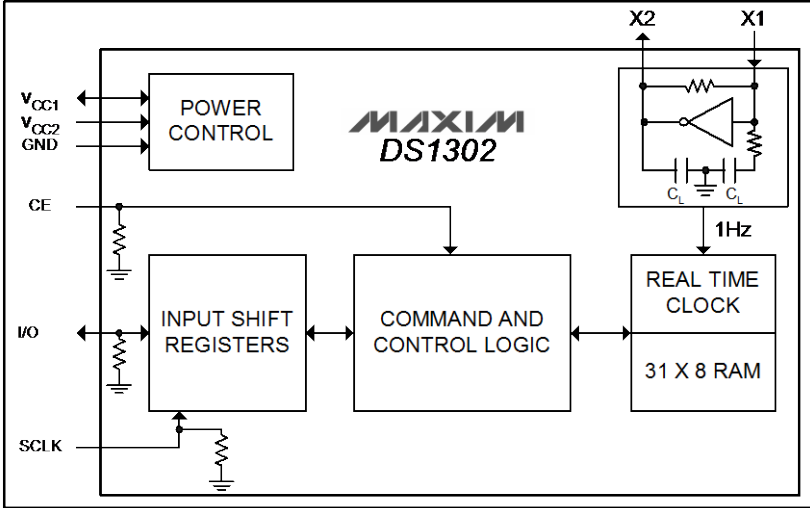 X2 X1
VCC1
VCC2
GND
POWER
CONTROL
MAXIM
DS1302
CL CL
CE
1Hz
I/O
INPUT SHIFT
REGISTERS
COMMAND AND
CONTROL LOGIC
REAL TIME
CLOCK
31 X 8 RAM
SCLK